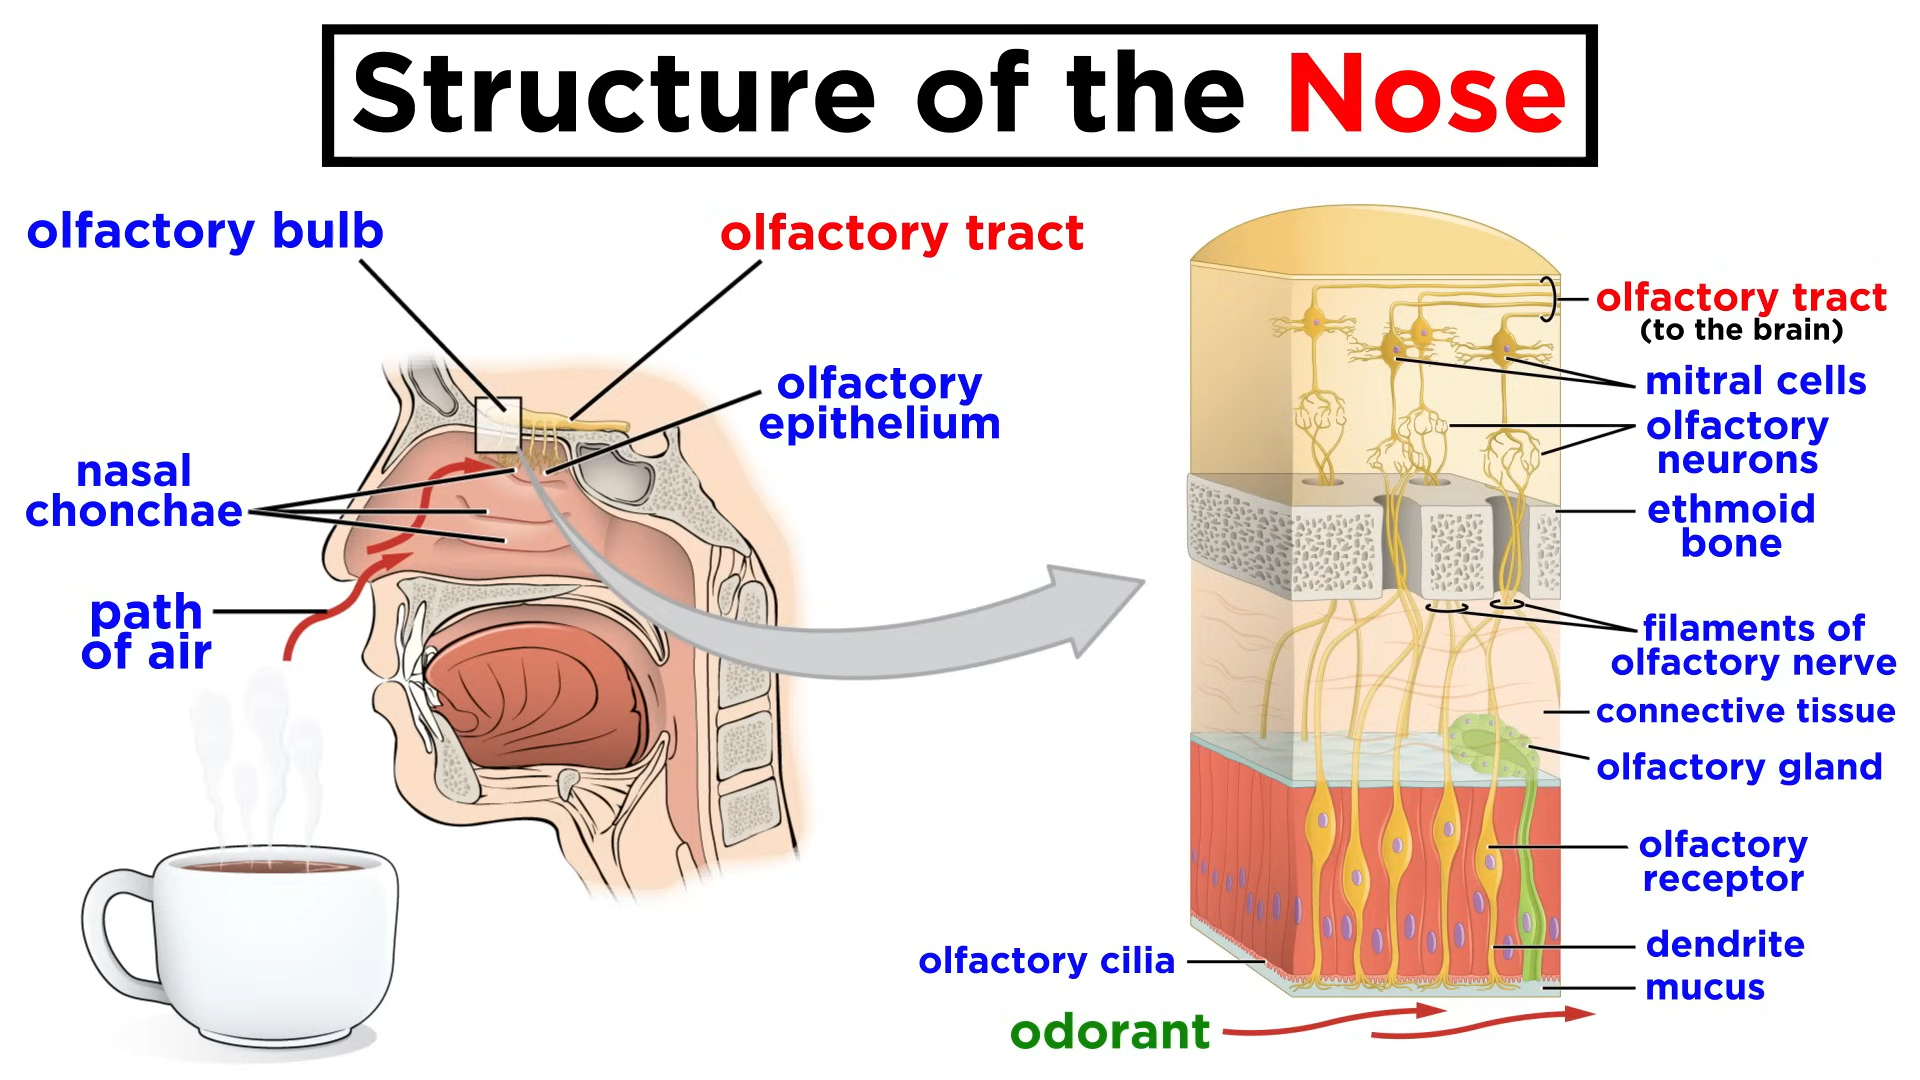 Structure of the Nose
olfactory bulb
olfactory tract
olfactory
epithelium
nasal
chonchae
path
of air
olfactory tract
(to the brain)
mitral cells
olfactory
neurons
ethmoid
bone
filaments of
olfactory nerve
connective tissue
olfactory gland
olfactory
receptor
dendrite
mucus
olfactory cilia
odorant